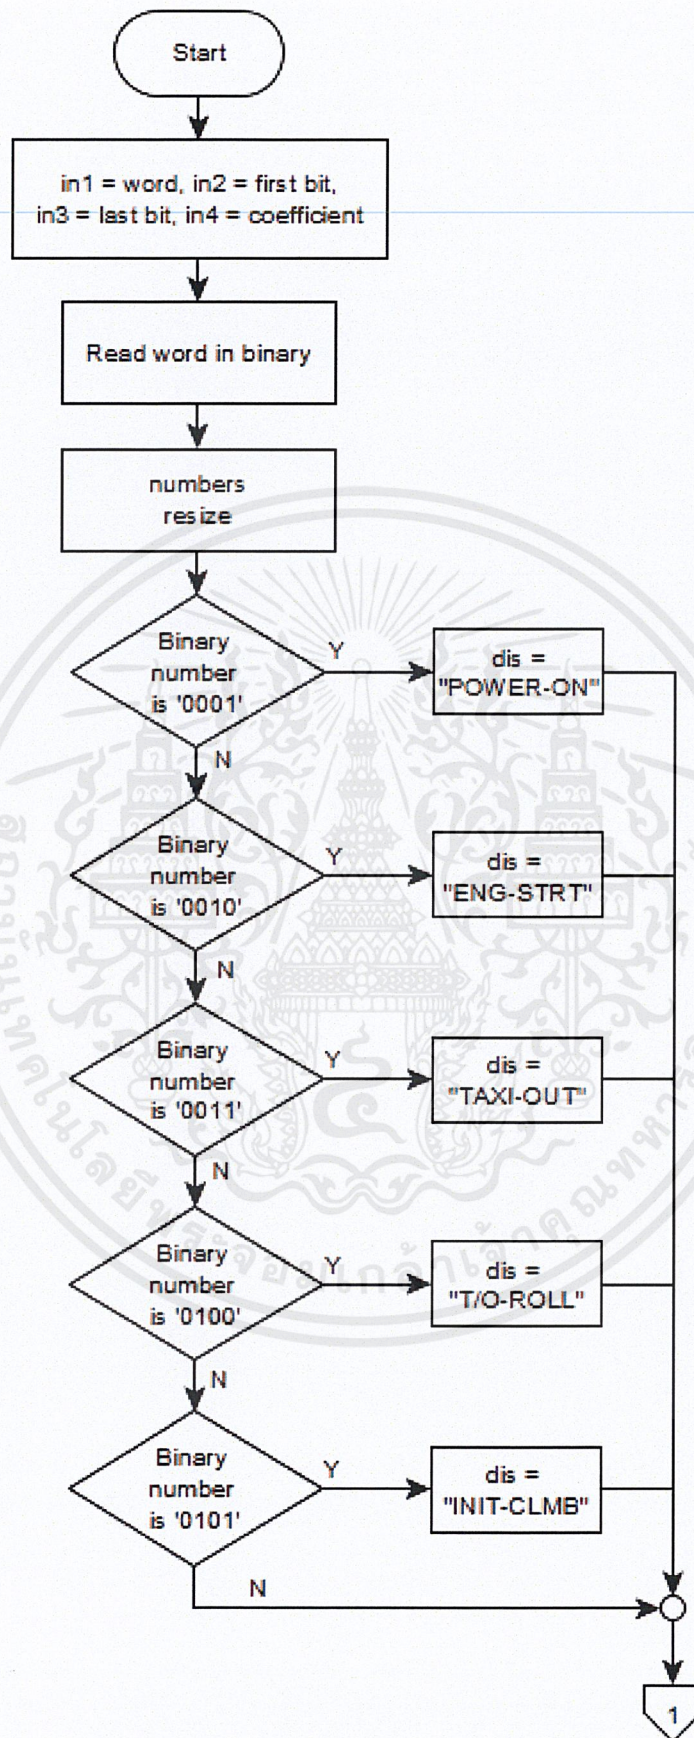 Start
in1 = word, in2 = first bit,
in3 = last bit, in4 = coefficient
Read word in binary
numbers
resize
Binary
number
is '0001'
Y
dis =
"POWER-ON"
N
Binary
number
is '0010'
Y
dis =
"ENG-STRT"
N
Binary
number
is '0011'
Y
dis =
"TAXI-OUT"
N
Binary
number
is '0100'
Y
dis =
"T/O-ROLL"
N
Binary
number
is '0101'
Y
dis =
"INIT-CLMB"
N
1